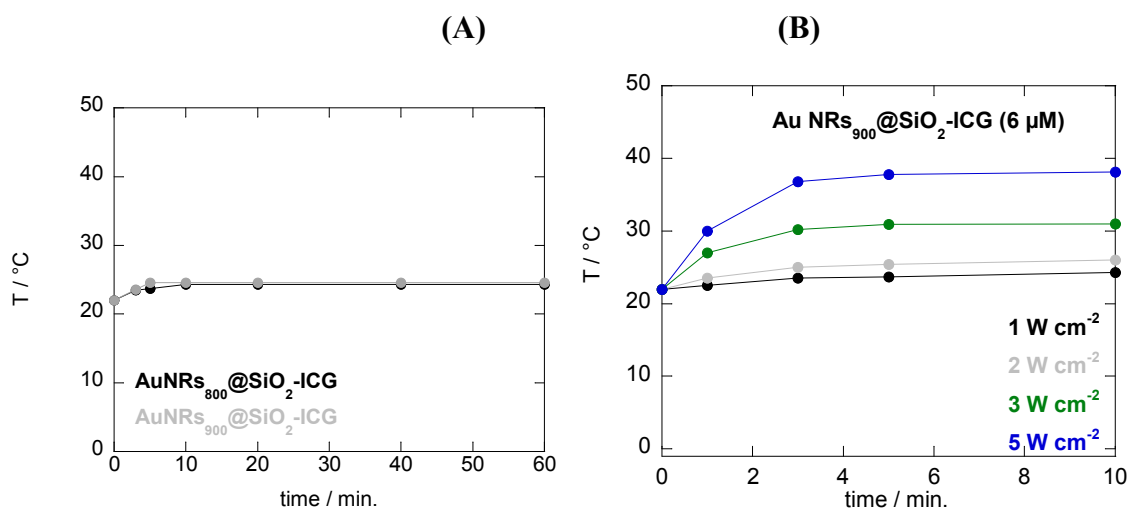 (A)
50
40
30
20
10
0
T / °C
AuNRs800@SiO2-ICG
AuNRs900@SiO2-ICG
0 10 20 30 40 50 60
time / min.
(B)
50
40
30
20
10
0
T / °C
Au NRs900@SiO2-ICG (6 µM)
1 W cm-2
2 W cm-2
3 W cm-2
5 W cm-2
0 2 4 6 8 10
time / min.